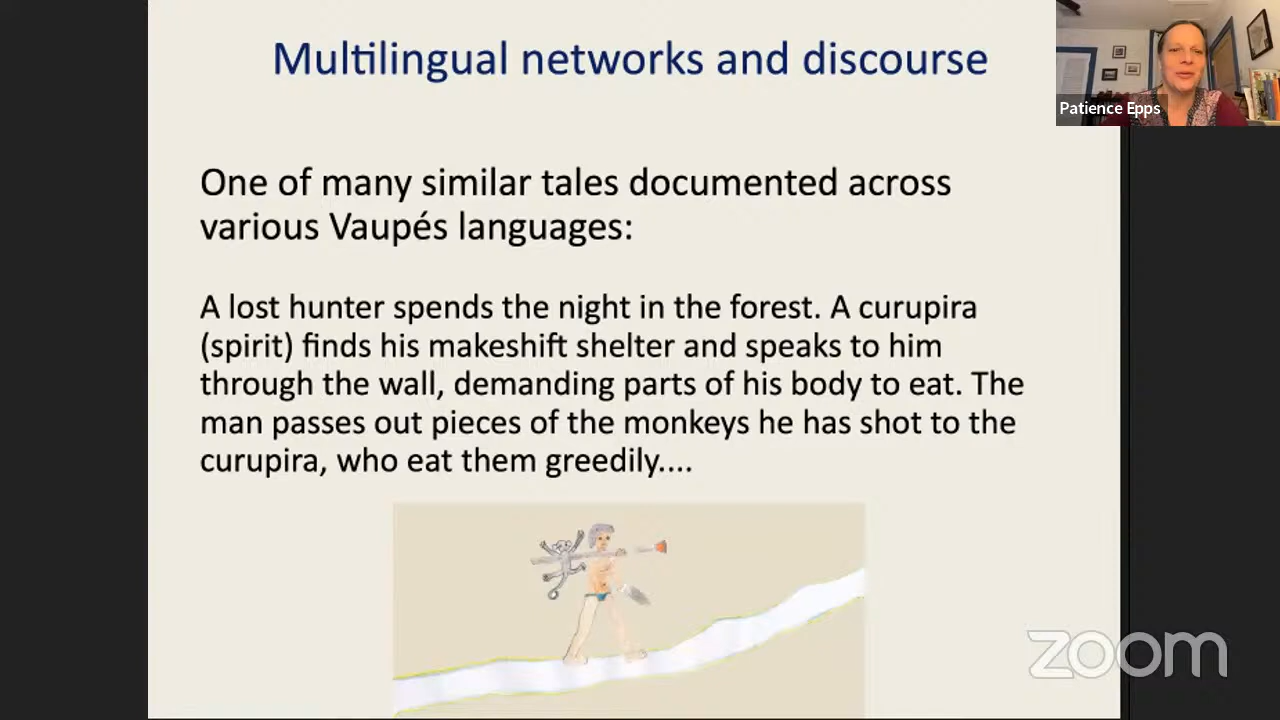 Multilingual networks and discourse
Patience Epps
One of many similar tales documented across
various Vaupés languages:
A lost hunter spends the night in the forest. A curupira
(spirit) finds his makeshift shelter and speaks to him
through the wall, demanding parts of his body to eat. The
man passes out pieces of the monkeys he has shot to the
curupira, who eat them greedily....
zoom